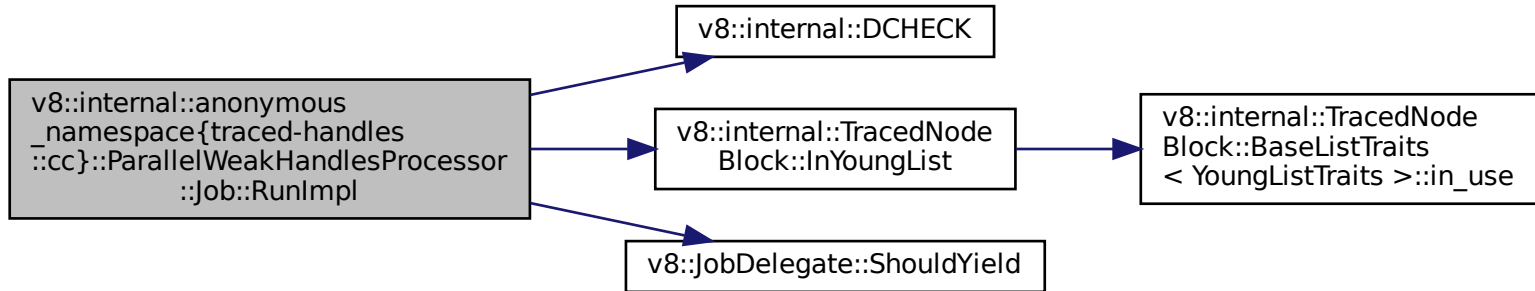 v8::internal::DCHECK
v8::internal::anonymous
_namespace{traced-handles
::cc}::ParallelWeakHandlesProcessor
::Job::RunImpl
v8::internal::TracedNode
Block::InYoungList
v8::internal::TracedNode
Block::BaseListTraits
< YoungListTraits >::in_use
v8::JobDelegate::ShouldYield